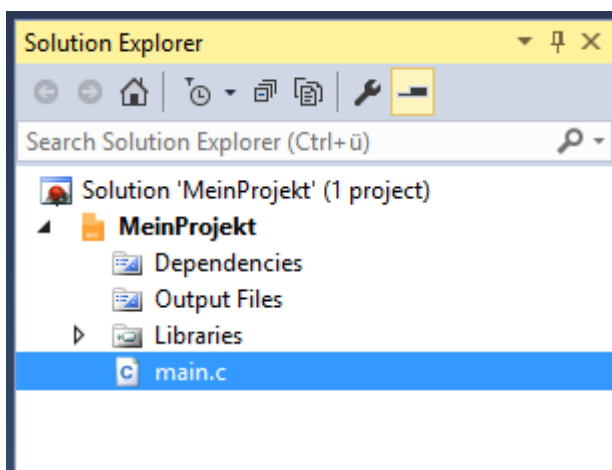 Solution Explorer
Search Solution Explorer (Ctrl+ü)
Solution 'MeinProjekt' (1 project)
MeinProjekt
Dependencies
Output Files
Libraries
main.c